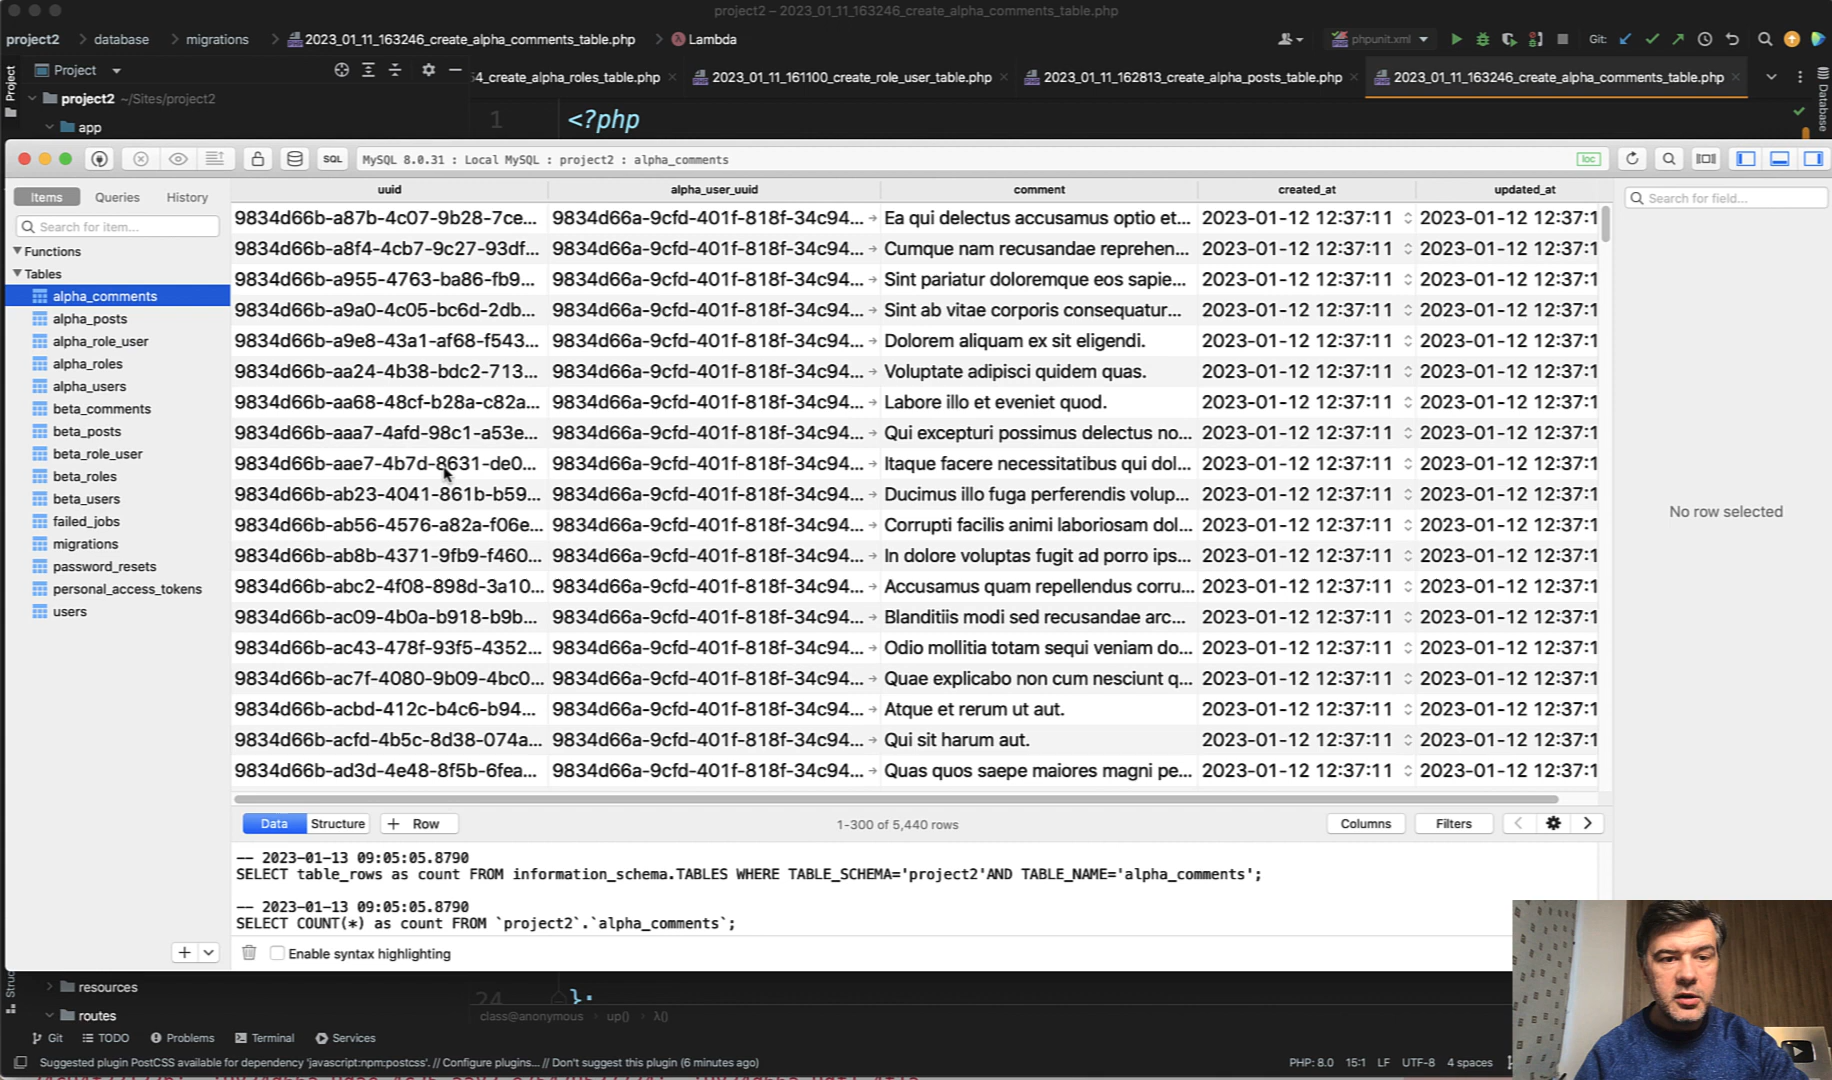 project2 – 2023_01_11_163246_create_alpha_comments_table.php
project2 database migrations 2023_01_11_163246_create_alpha_comments_table.php Lambda phpunit.xml Git:
Project Project
4_create_alpha_roles_table.php 2023_01_11_161100_create_role_user_table.php 2023_01_11_162813_create_alpha_posts_table.php 2023_01_11_163246_create_alpha_comments_table.php
project2 ~/Sites/project2
app
1 <?php
Database
SQL MySQL 8.0.31 : Local MySQL : project2 : alpha_comments loc
Items Queries History
Search for item...
Functions
Tables
alpha_comments
alpha_posts
alpha_role_user
alpha_roles
alpha_users
beta_comments
beta_posts
beta_role_user
beta_roles
beta_users
failed_jobs
migrations
password_resets
personal_access_tokens
users
uuid alpha_user_uuid comment created_at updated_at
9834d66b-a87b-4c07-9b28-7ce... 9834d66a-9cfd-401f-818f-34c94... Ea qui delectus accusamus optio et... 2023-01-12 12:37:11 2023-01-12 12:37:1
9834d66b-a8f4-4cb7-9c27-93df... 9834d66a-9cfd-401f-818f-34c94... Cumque nam recusandae reprehen... 2023-01-12 12:37:11 2023-01-12 12:37:1
9834d66b-a955-4763-ba86-fb9... 9834d66a-9cfd-401f-818f-34c94... Sint pariatur doloremque eos sapie... 2023-01-12 12:37:11 2023-01-12 12:37:1
9834d66b-a9a0-4c05-bc6d-2db... 9834d66a-9cfd-401f-818f-34c94... Sint ab vitae corporis consequatur... 2023-01-12 12:37:11 2023-01-12 12:37:1
9834d66b-a9e8-43a1-af68-f543... 9834d66a-9cfd-401f-818f-34c94... Dolorem aliquam ex sit eligendi. 2023-01-12 12:37:11 2023-01-12 12:37:1
9834d66b-aa24-4b38-bdc2-713... 9834d66a-9cfd-401f-818f-34c94... Voluptate adipisci quidem quas. 2023-01-12 12:37:11 2023-01-12 12:37:1
9834d66b-aa68-48cf-b28a-c82a... 9834d66a-9cfd-401f-818f-34c94... Labore illo et eveniet quod. 2023-01-12 12:37:11 2023-01-12 12:37:1
9834d66b-aaa7-4afd-98c1-a53e... 9834d66a-9cfd-401f-818f-34c94... Qui excepturi possimus delectus no... 2023-01-12 12:37:11 2023-01-12 12:37:1
9834d66b-aae7-4b7d-8631-de0... 9834d66a-9cfd-401f-818f-34c94... Itaque facere necessitatibus qui dol... 2023-01-12 12:37:11 2023-01-12 12:37:1
9834d66b-ab23-4041-861b-b59... 9834d66a-9cfd-401f-818f-34c94... Ducimus illo fuga perferendis volup... 2023-01-12 12:37:11 2023-01-12 12:37:1
9834d66b-ab56-4576-a82a-f06e... 9834d66a-9cfd-401f-818f-34c94... Corrupti facilis animi laboriosam dol... 2023-01-12 12:37:11 2023-01-12 12:37:1
9834d66b-ab8b-4371-9fb9-f460... 9834d66a-9cfd-401f-818f-34c94... In dolore voluptas fugit ad porro ips... 2023-01-12 12:37:11 2023-01-12 12:37:1
9834d66b-abc2-4f08-898d-3a10... 9834d66a-9cfd-401f-818f-34c94... Accusamus quam repellendus corru... 2023-01-12 12:37:11 2023-01-12 12:37:1
9834d66b-ac09-4b0a-b918-b9b... 9834d66a-9cfd-401f-818f-34c94... Blanditiis modi sed recusandae arc... 2023-01-12 12:37:11 2023-01-12 12:37:1
9834d66b-ac43-478f-93f5-4352... 9834d66a-9cfd-401f-818f-34c94... Odio mollitia totam sequi veniam do... 2023-01-12 12:37:11 2023-01-12 12:37:1
9834d66b-ac7f-4080-9b09-4bc0... 9834d66a-9cfd-401f-818f-34c94... Quae explicabo non cum nesciunt q... 2023-01-12 12:37:11 2023-01-12 12:37:1
9834d66b-acbd-412c-b4c6-b94... 9834d66a-9cfd-401f-818f-34c94... Atque et rerum ut aut. 2023-01-12 12:37:11 2023-01-12 12:37:1
9834d66b-acfd-4b5c-8d38-074a... 9834d66a-9cfd-401f-818f-34c94... Qui sit harum aut. 2023-01-12 12:37:11 2023-01-12 12:37:1
9834d66b-ad3d-4e48-8f5b-6fea... 9834d66a-9cfd-401f-818f-34c94... Quas quos saepe maiores magni pe... 2023-01-12 12:37:11 2023-01-12 12:37:1
Search for field...
No row selected
Data Structure + Row 1-300 of 5,440 rows Columns Filters
-- 2023-01-13 09:05:05.8790
SELECT table_rows as count FROM information_schema.TABLES WHERE TABLE_SCHEMA='project2'AND TABLE_NAME='alpha_comments';
-- 2023-01-13 09:05:05.8790
SELECT COUNT(*) as count FROM `project2`.`alpha_comments`;
Enable syntax highlighting
resources
routes
24 };
class@anonymous up() λ()
Git TODO Problems Terminal Services
Suggested plugin PostCSS available for dependency 'javascript:npm:postcss'. // Configure plugins... // Don't suggest this plugin (6 minutes ago) PHP: 8.0 15:1 LF UTF-8 4 spaces